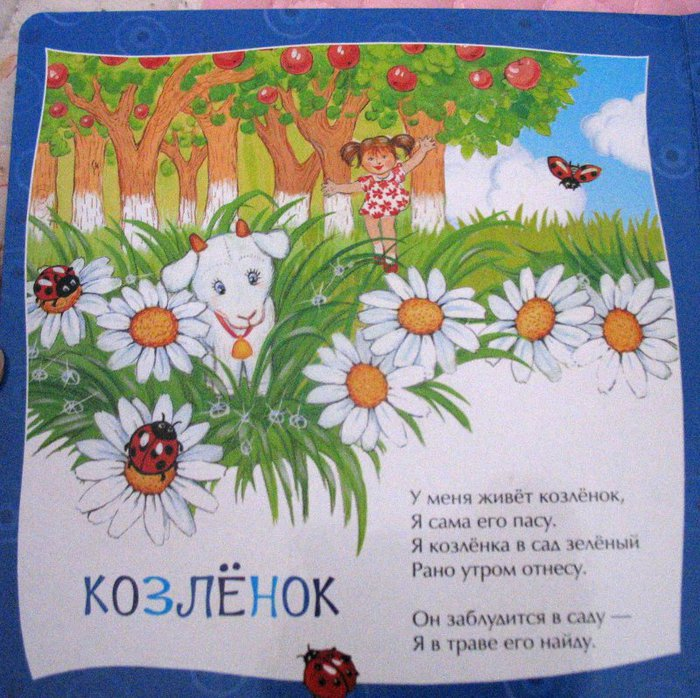 КОЗЛЁНОК
У меня живёт козлёнок,
Я сама его пасу.
Я козлёнка в сад зелёный
Рано утром отнесу.
Он заблудится в саду —
Я в траве его найду.